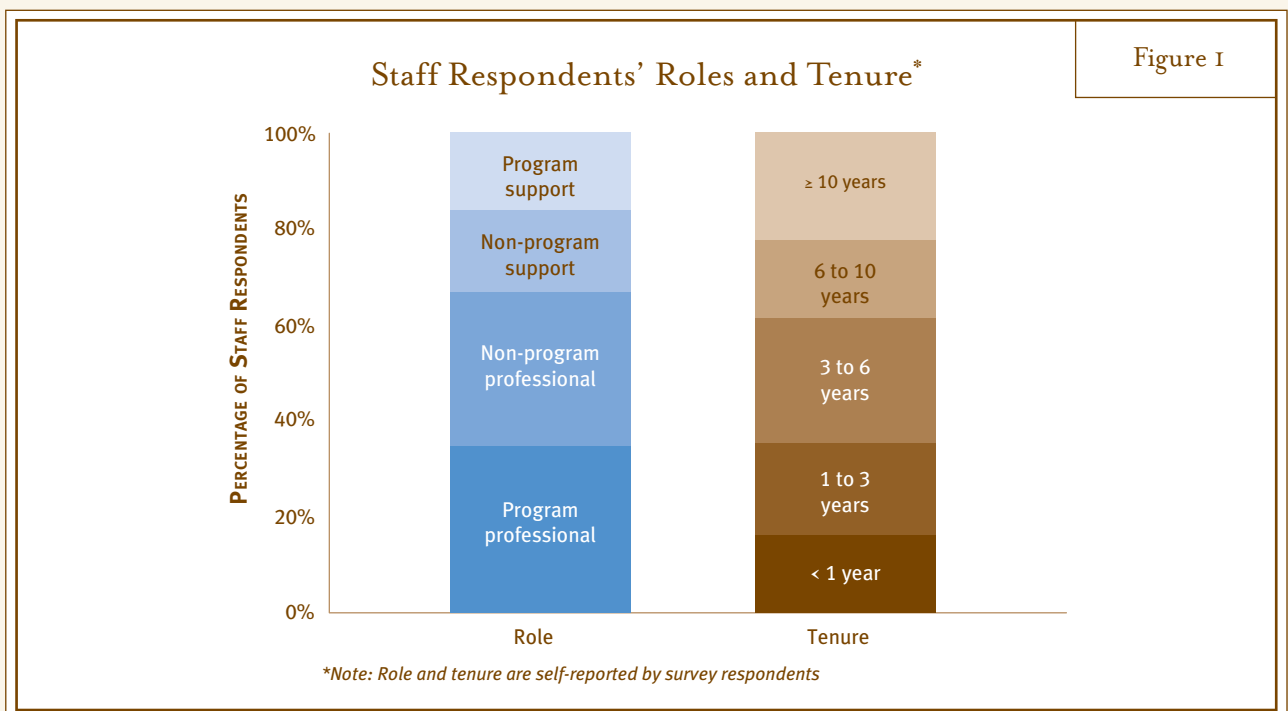 Figure 1
Staff Respondents’ Roles and Tenure*
PERCENTAGE OF STAFF RESPONDENTS
100%
80%
60%
40%
20%
0%
Program
support
Non-program
support
Non-program
professional
Program
professional
≥ 10 years
6 to 10
years
3 to 6
years
1 to 3
years
< 1 year
Role
Tenure
*Note: Role and tenure are self-reported by survey respondents